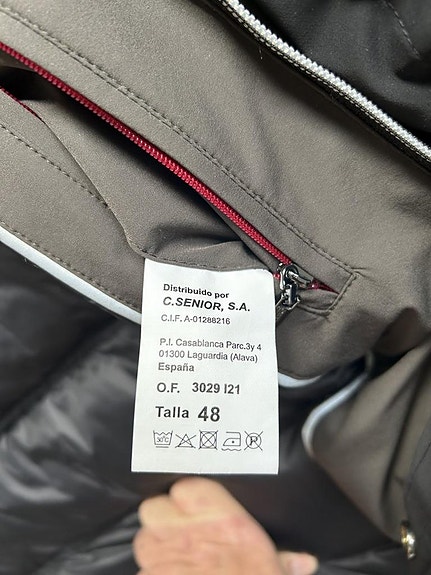 Distribuido por
C.SENIOR, S.A.
C.I.F. A-01288216
P.I. Casablanca Parc.3y 4
01300 Laguardia (Alava)
España
O.F. 3029 I21
Talla 48